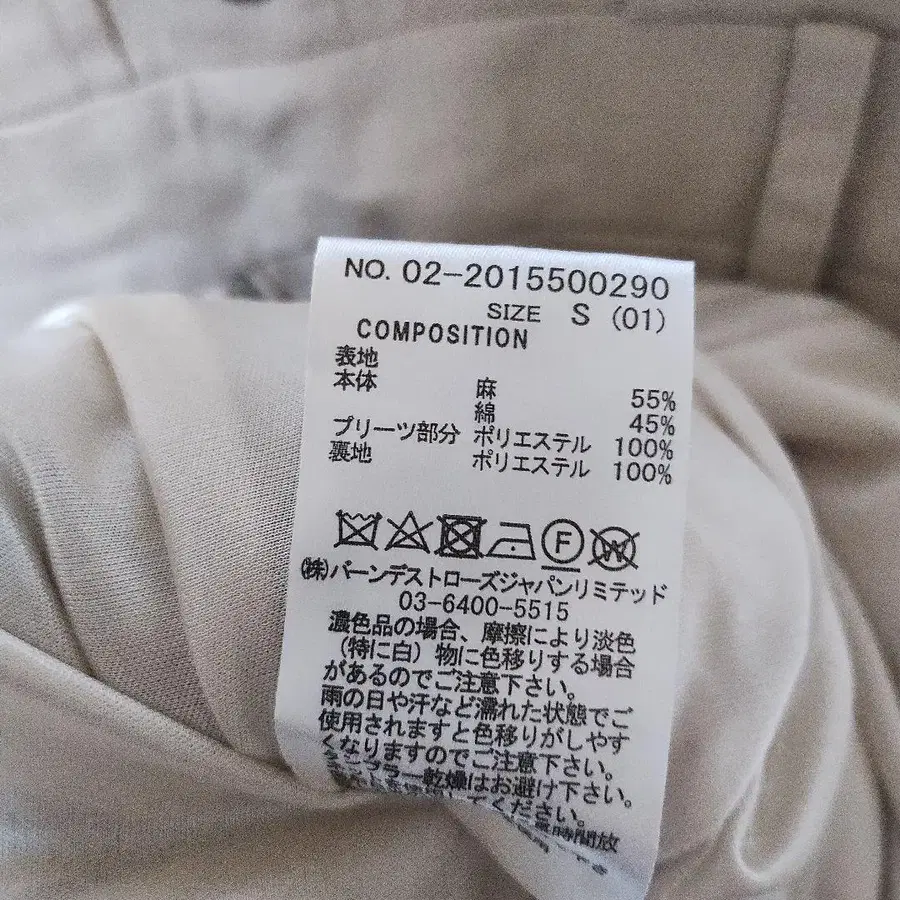 NO. 02-2015500290
SIZE S (01)
COMPOSITION
表地
本体 麻 55%
綿 45%
プリーツ部分 ポリエステル 100%
裏地 ポリエステル 100%
F W
㈱バーンデストローズジャパンリミテッド
03-6400-5515
濃色品の場合、摩擦により淡色
(特に白)物に色移りする場合
があるのでご注意下さい。
雨の日や汗など濡れた状態でご
使用されますと色移りがしやす
くなりますのでご注意下さい。
タンブラー乾燥はお避け下さい。
てください。
時間放